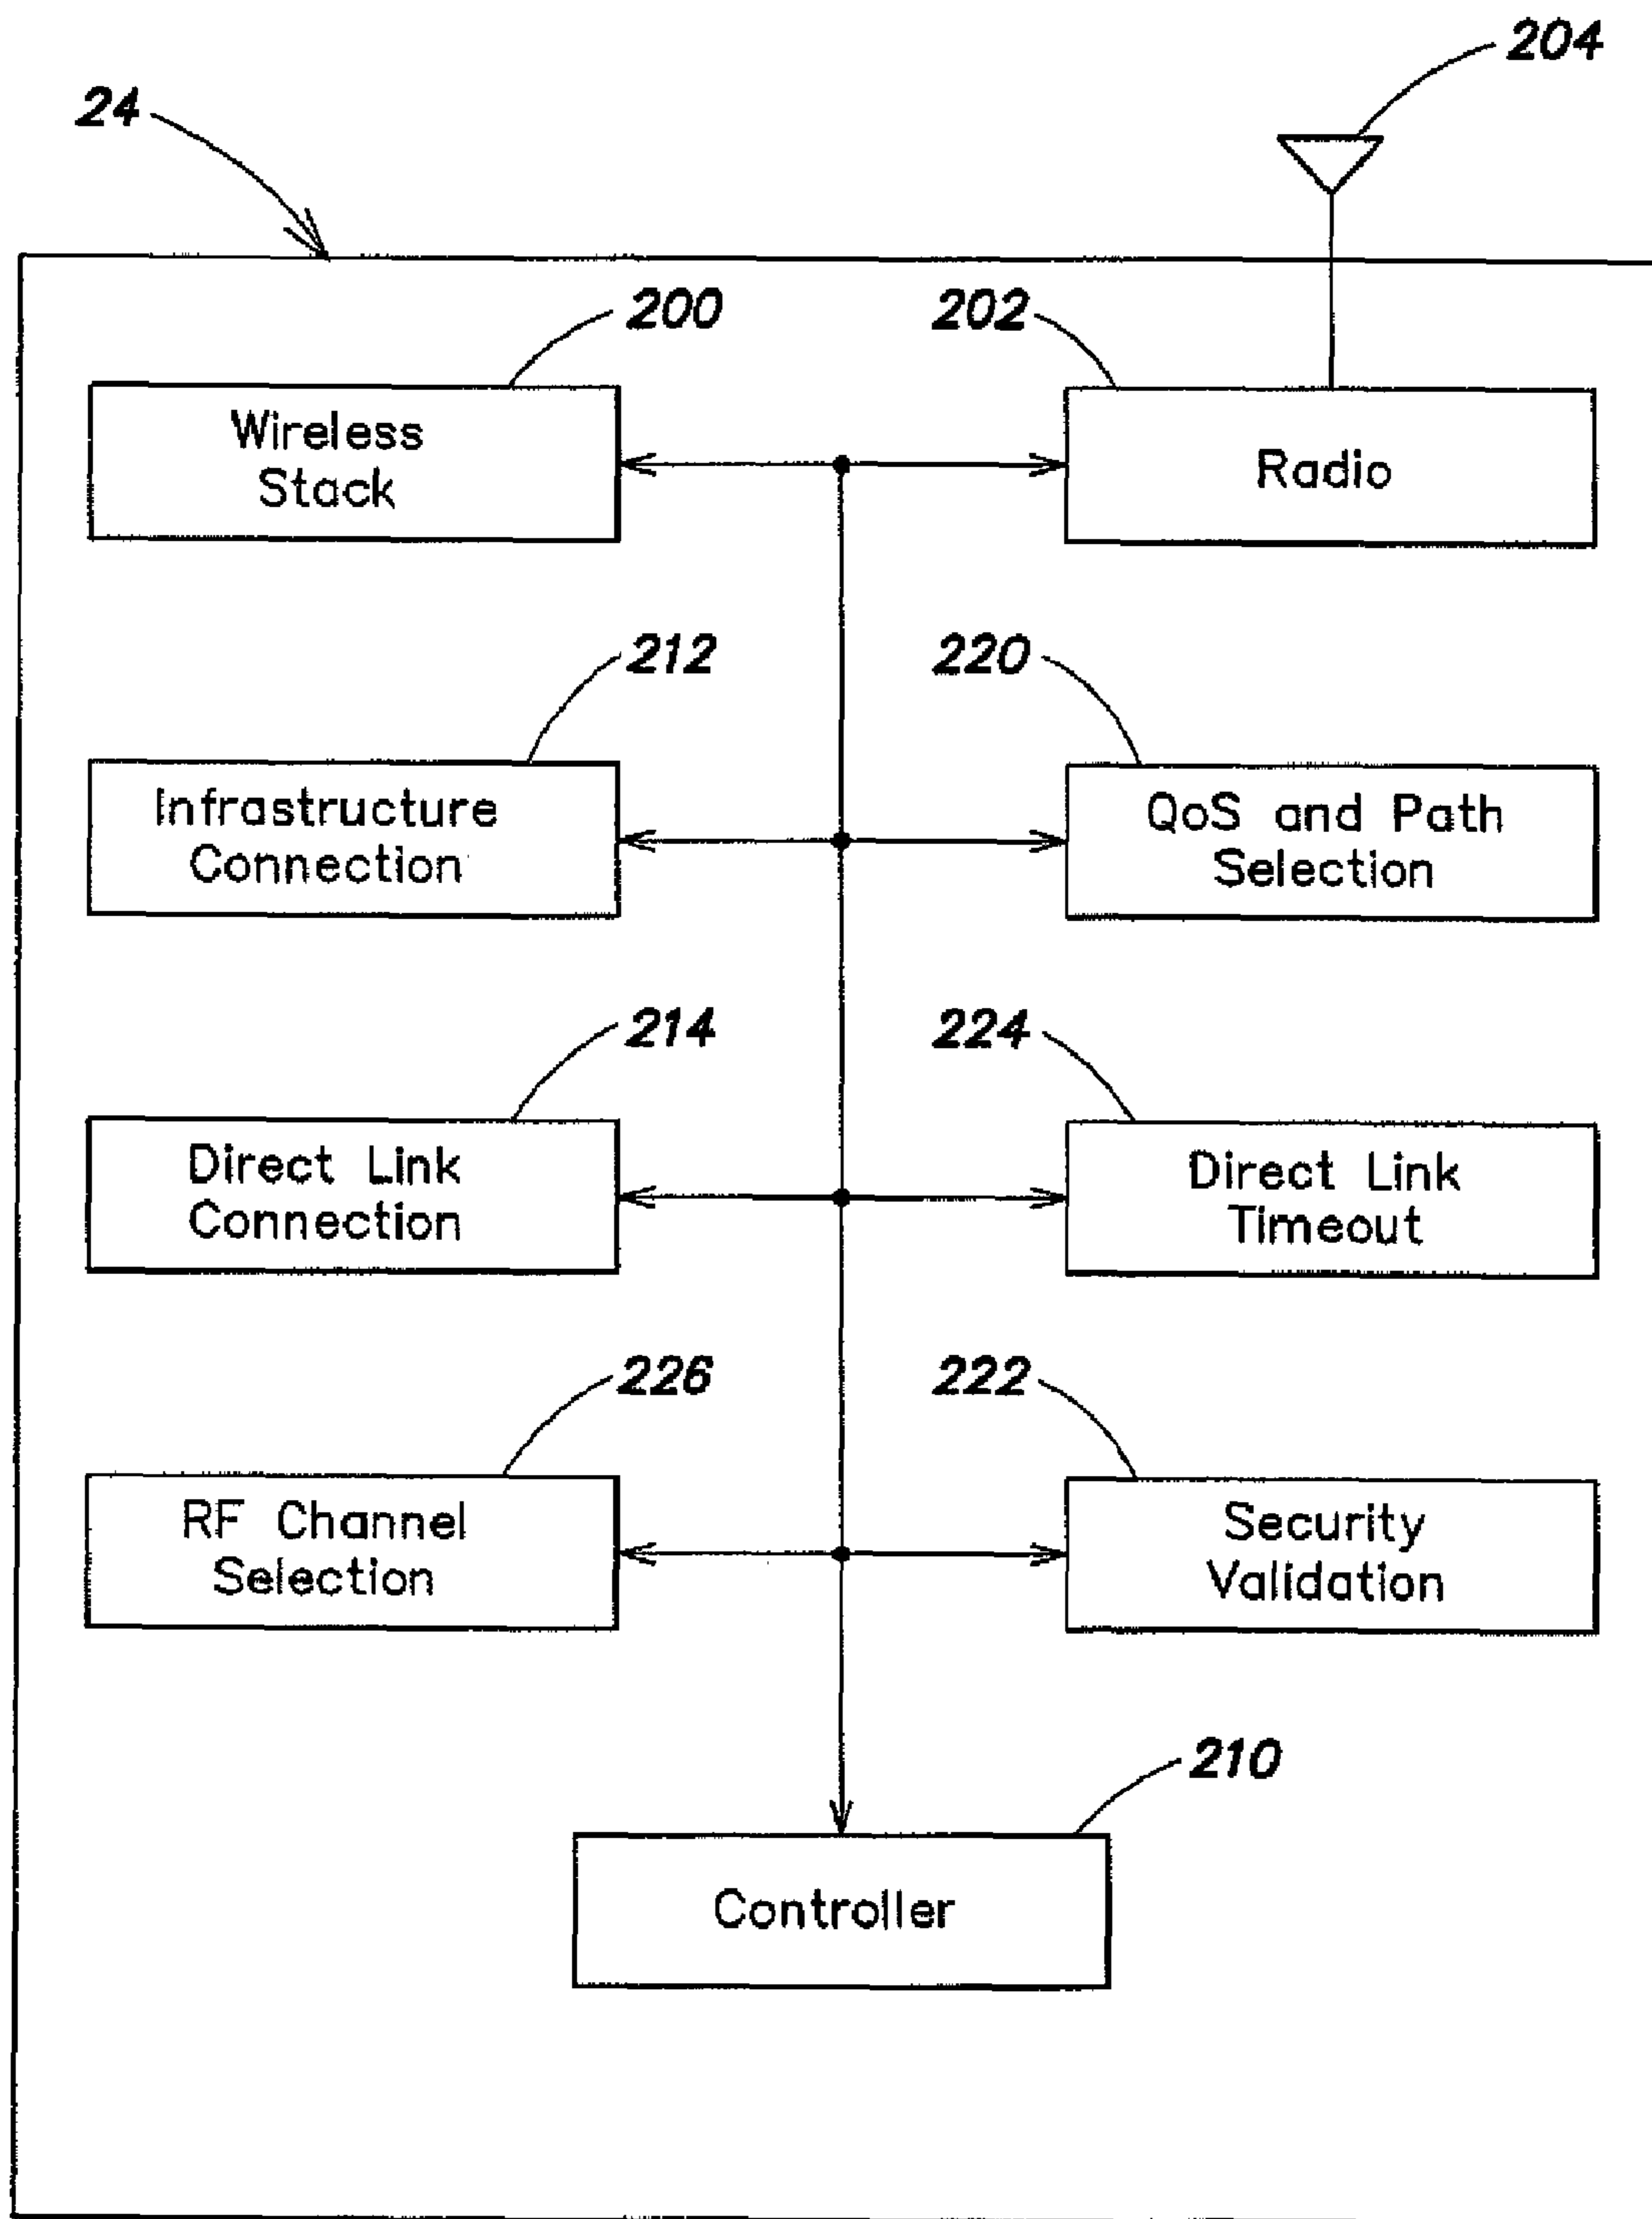 204
24
200
202
Wireless
Stack
Radio
212
220
Infrastructure
Connection
QoS and Path
Selection
214
224
Direct Link
Connection
Direct Link
Timeout
226
222
RF Channel
Selection
Security
Validation
210
Controller